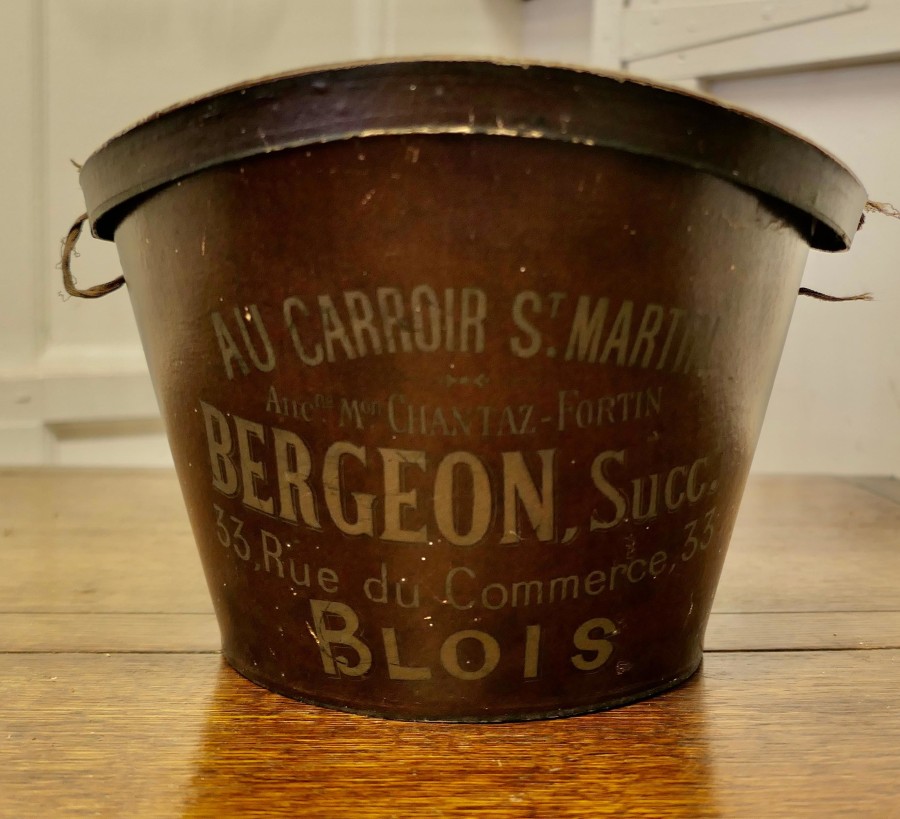 AU CARROIR ST. MARTIN
Ancne Mon CHANTAZ-FORTIN
BERGEON, Succ.
33, Rue du Commerce, 33
BLOIS